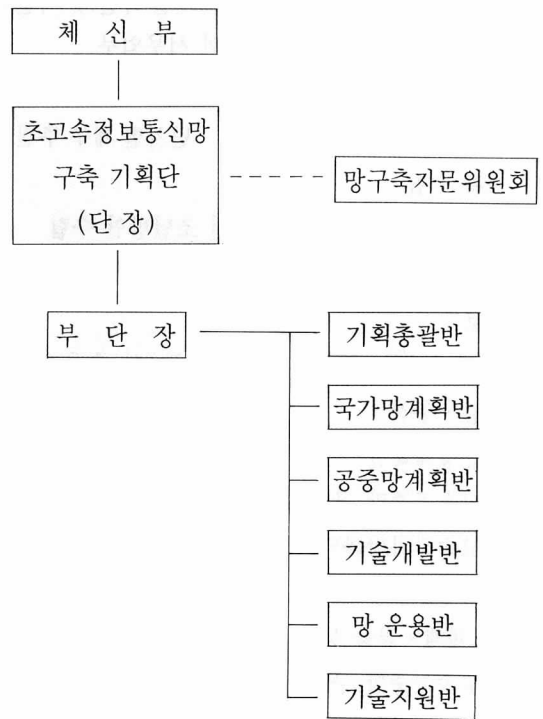 체 신 부
초고속정보통신망
구축 기획단
(단 장)
망구축자문위원회
부 단 장
기획총괄반
국가망계획반
공중망계획반
기술개발반
망 운용반
기술지원반